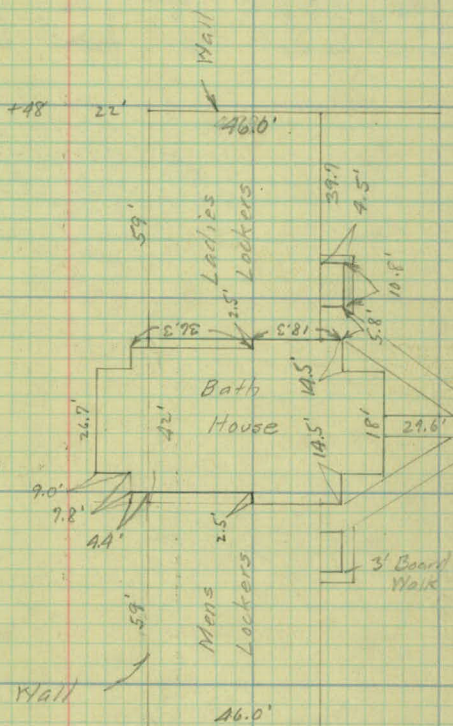 Wall
+48 22' 46.0'
59'
Ladies
Lockers
39.7
4.5'
10.8'
5.8'
2.5'
36.3
18.3
Bath
House
14.5'
14.5'
26.7'
42'
18'
29.6'
9.0'
9.8'
4.4'
2.5'
3' Board
Walk
59'
Mens
Lockers
Wall
46.0'